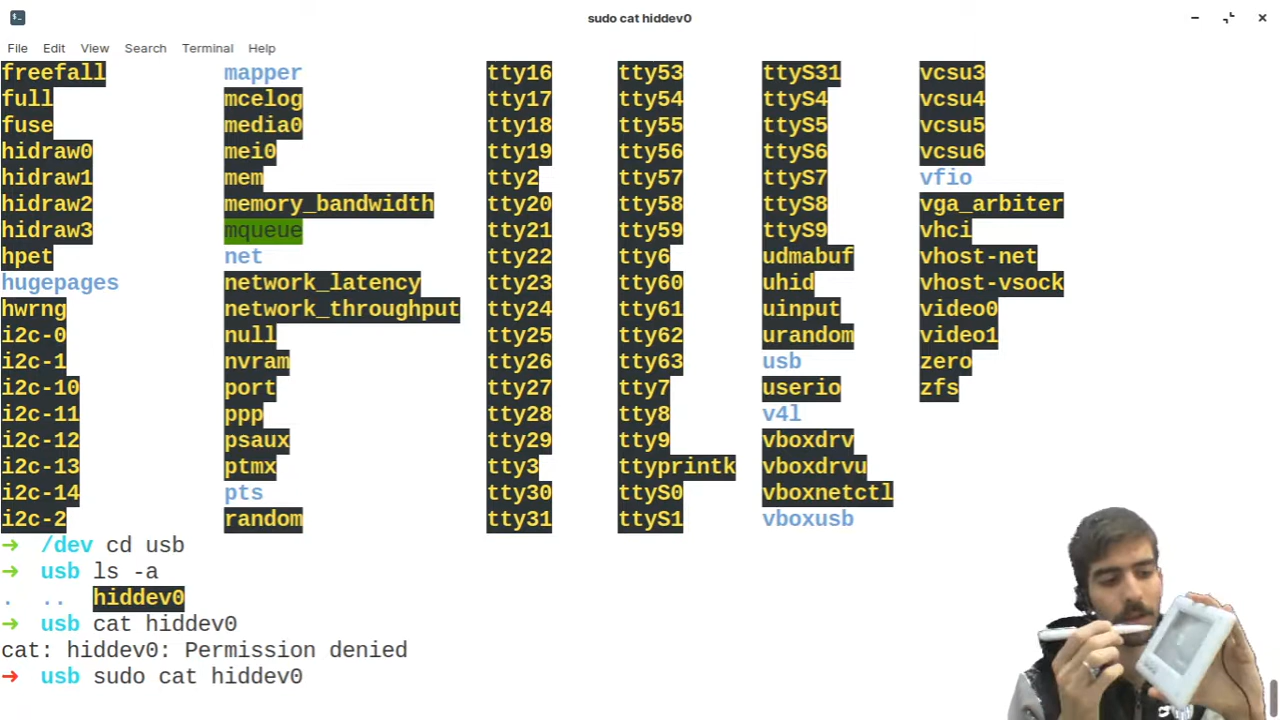 sudo cat hiddev0
File Edit View Search Terminal Help
freefall mapper tty16 tty53 ttyS31 vcsu3
full mcelog tty17 tty54 ttyS4 vcsu4
fuse media0 tty18 tty55 ttyS5 vcsu5
hidraw0 mei0 tty19 tty56 ttyS6 vcsu6
hidraw1 mem tty2 tty57 ttyS7 vfio
hidraw2 memory_bandwidth tty20 tty58 ttyS8 vga_arbiter
hidraw3 mqueue tty21 tty59 ttyS9 vhci
hpet net tty22 tty6 udmabuf vhost-net
hugepages network_latency tty23 tty60 uhid vhost-vsock
hwrng network_throughput tty24 tty61 uinput video0
i2c-0 null tty25 tty62 urandom video1
i2c-1 nvram tty26 tty63 usb zero
i2c-10 port tty27 tty7 userio zfs
i2c-11 ppp tty28 tty8 v4l
i2c-12 psaux tty29 tty9 vboxdrv
i2c-13 ptmx tty3 ttyprintk vboxdrvu
i2c-14 pts tty30 ttyS0 vboxnetctl
i2c-2 random tty31 ttyS1 vboxusb
➜ /dev cd usb
➜ usb ls -a
. .. hiddev0
➜ usb cat hiddev0
cat: hiddev0: Permission denied
➜ usb sudo cat hiddev0